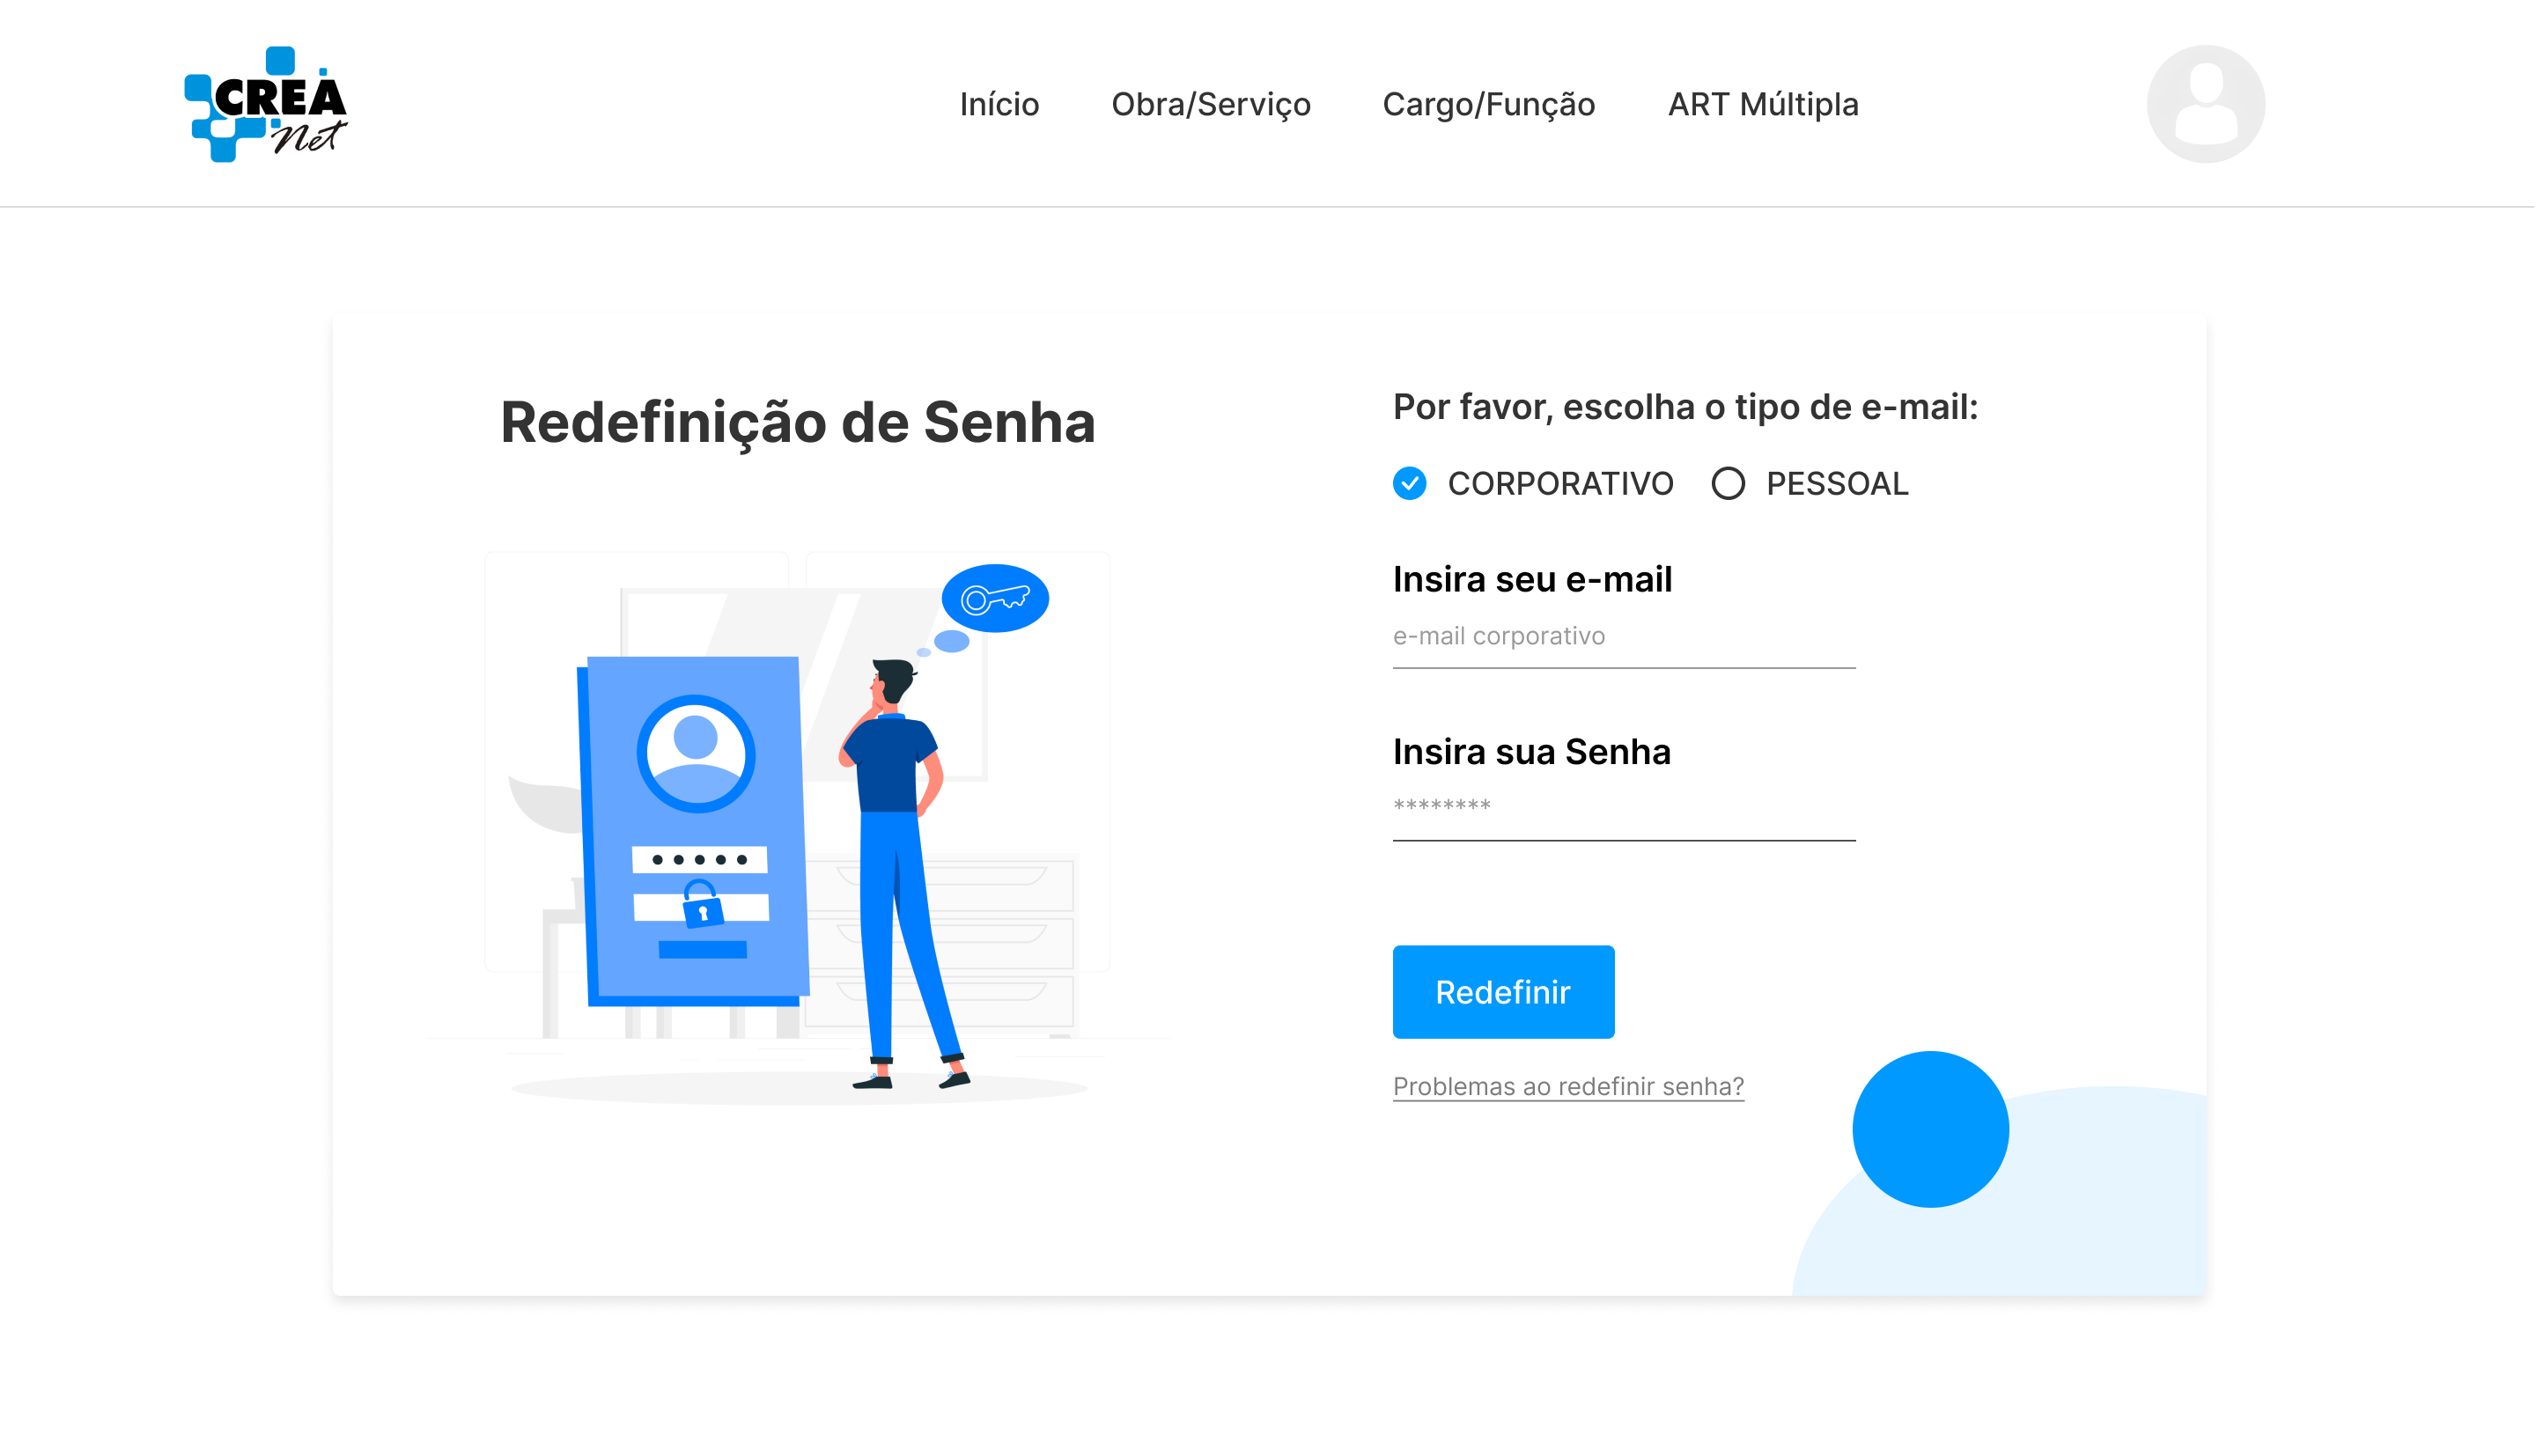 CREA
Net
Início Obra/Serviço Cargo/Função ART Múltipla
Redefinição de Senha
Por favor, escolha o tipo de e-mail:
CORPORATIVO PESSOAL
Insira seu e-mail
e-mail corporativo
Insira sua Senha
********
Redefinir
Problemas ao redefinir senha?